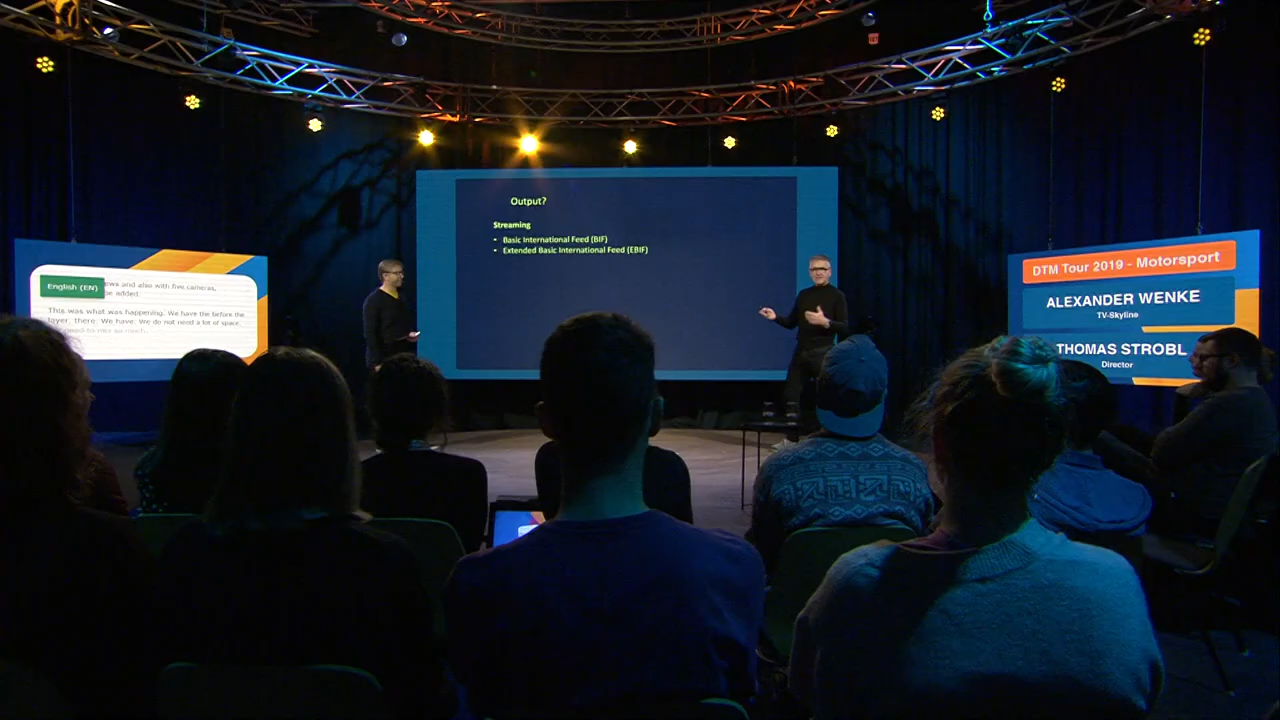 Output?
Streaming
• Basic International Feed (BIF)
• Extended Basic International Feed (EBIF)
English (EN)
and also with five cameras,
be added.
This was what was happening. We have the before the
layer, there. We have. We do not need a lot of space,
DTM Tour 2019 - Motorsport
ALEXANDER WENKE
TV-Skyline
THOMAS STROBL
Director